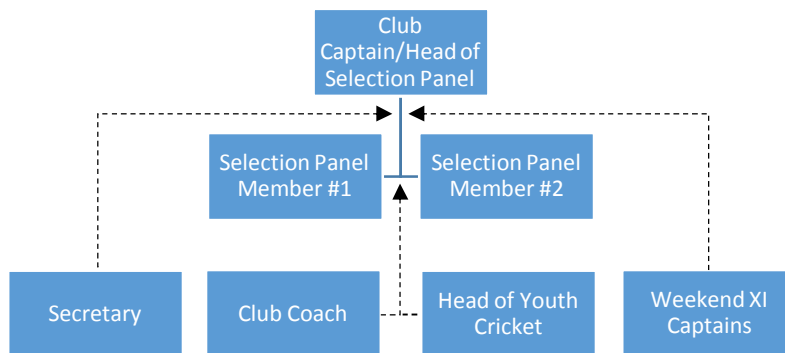 Club
Captain/Head of
Selection Panel
Selection Panel
Member #1
Selection Panel
Member #2
Secretary
Club Coach
Head of Youth
Cricket
Weekend XI
Captains